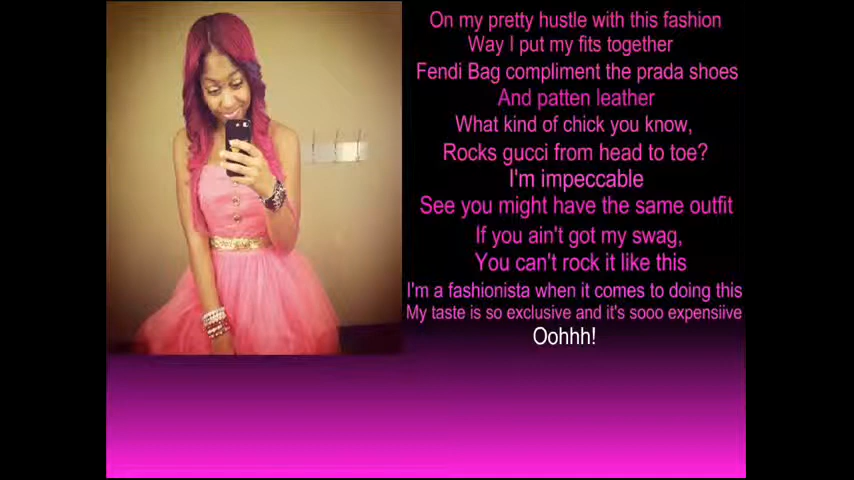 On my pretty hustle with this fashion
Way I put my fits together
Fendi Bag compliment the prada shoes
And patten leather
What kind of chick you know,
Rocks gucci from head to toe?
I'm impeccable
See you might have the same outfit
If you ain't got my swag,
You can't rock it like this
I'm a fashionista when it comes to doing this
My taste is so exclusive and it's sooo expensiive
Oohhh!